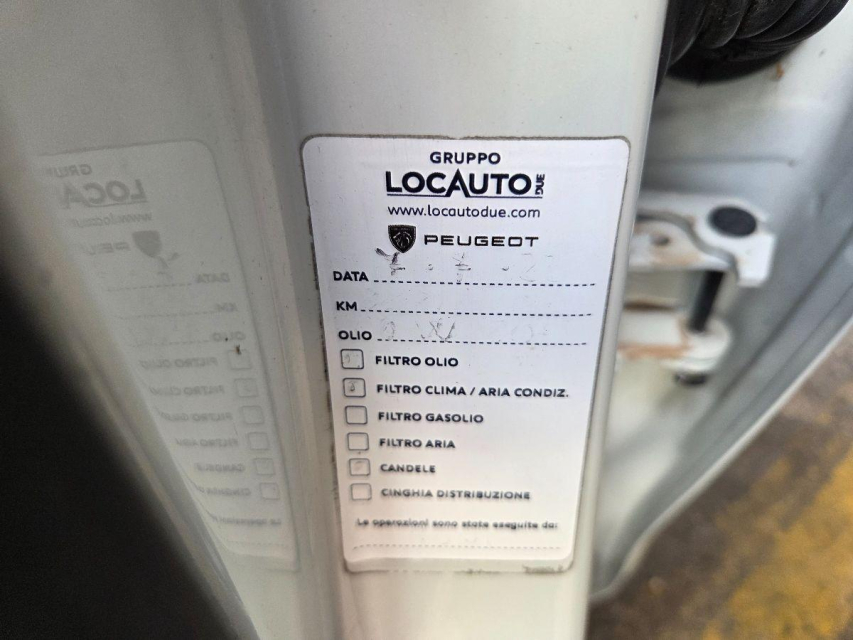 GRUPPO
LOCAUTO DUE
www.locautodue.com
PEUGEOT
DATA
KM
OLIO
FILTRO OLIO
FILTRO CLIMA / ARIA CONDIZ.
FILTRO GASOLIO
FILTRO ARIA
CANDELE
CINGHIA DISTRIBUZIONE
Le operazioni sono state eseguite da: